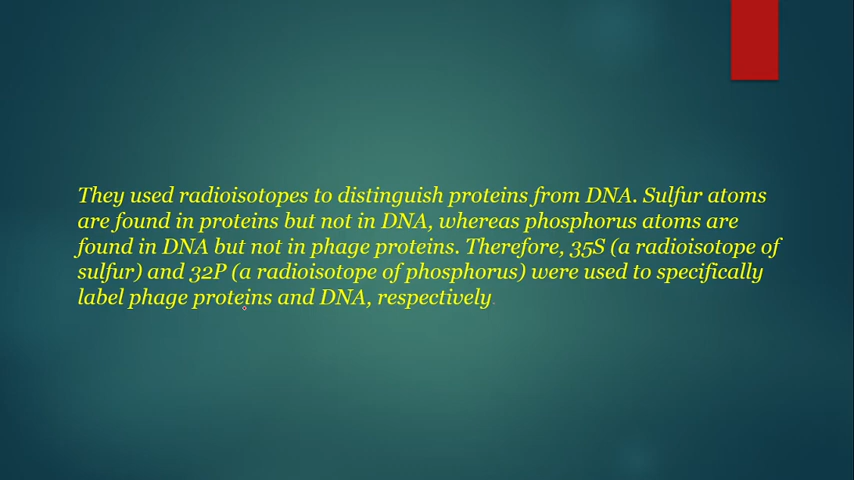 They used radioisotopes to distinguish proteins from DNA. Sulfur atoms
are found in proteins but not in DNA, whereas phosphorus atoms are
found in DNA but not in phage proteins. Therefore, 35S (a radioisotope of
sulfur) and 32P (a radioisotope of phosphorus) were used to specifically
label phage proteins and DNA, respectively.